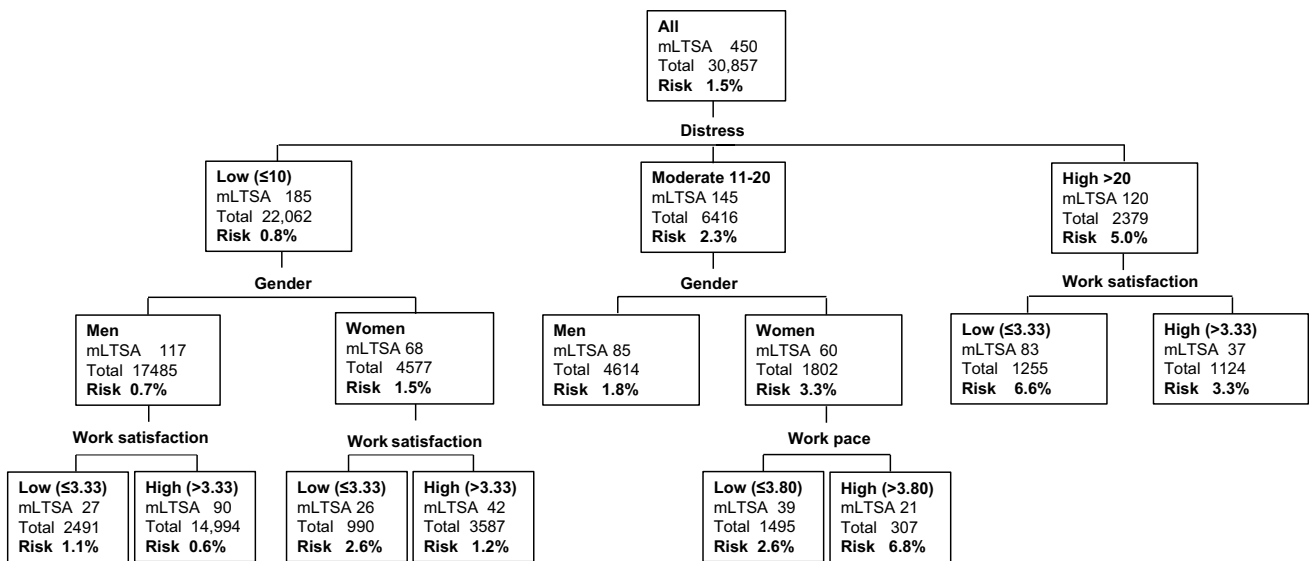 All
mLTSA 450
Total 30,857
Risk 1.5%
Distress
Low (≤10)
mLTSA 185
Total 22,062
Risk 0.8%
Moderate 11-20
mLTSA 145
Total 6416
Risk 2.3%
High >20
mLTSA 120
Total 2379
Risk 5.0%
Gender
Gender
Work satisfaction
Men
mLTSA 117
Total 17485
Risk 0.7%
Women
mLTSA 68
Total 4577
Risk 1.5%
Men
mLTSA 85
Total 4614
Risk 1.8%
Women
mLTSA 60
Total 1802
Risk 3.3%
Low (≤3.33)
mLTSA 83
Total 1255
Risk 6.6%
High (>3.33)
mLTSA 37
Total 1124
Risk 3.3%
Work satisfaction
Work satisfaction
Work pace
Low (≤3.33)
mLTSA 27
Total 2491
Risk 1.1%
High (>3.33)
mLTSA 90
Total 14,994
Risk 0.6%
Low (≤3.33)
mLTSA 26
Total 990
Risk 2.6%
High (>3.33)
mLTSA 42
Total 3587
Risk 1.2%
Low (≤3.80)
mLTSA 39
Total 1495
Risk 2.6%
High (>3.80)
mLTSA 21
Total 307
Risk 6.8%